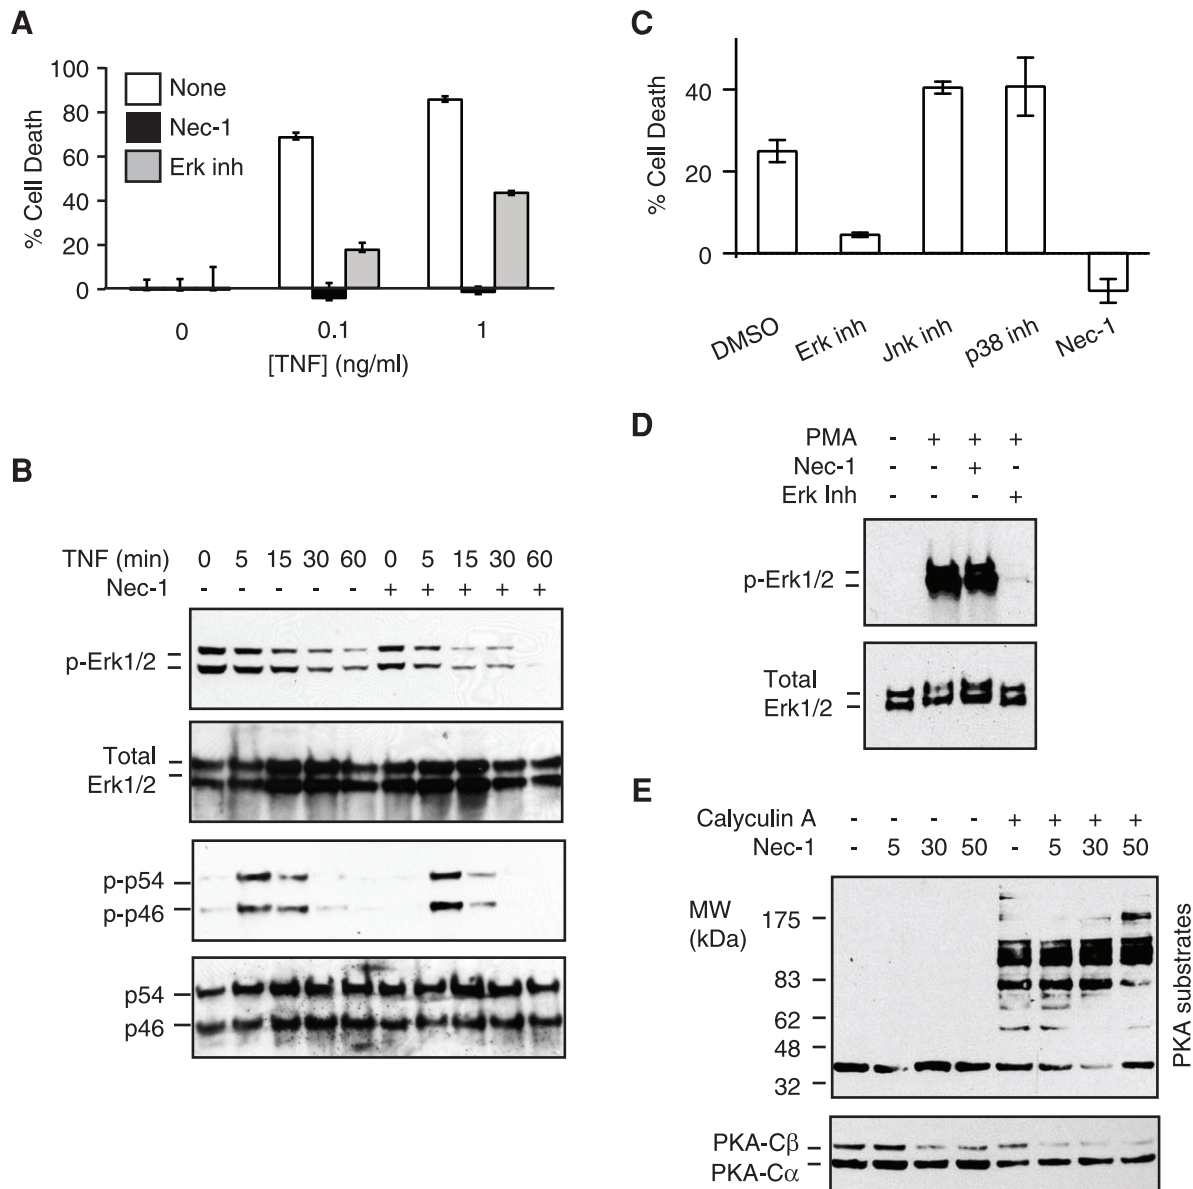 A
% Cell Death
100
80
60
40
20
0
None
Nec-1
Erk inh
0 0.1 1
[TNF] (ng/ml)
B
TNF (min) 0 5 15 30 60 0 5 15 30 60
Nec-1 - - - - - + + + + +
p-Erk1/2
Total
Erk1/2
p-p54
p-p46
p54
p46
C
% Cell Death
40
20
0
DMSO Erk inh Jnk inh p38 inh Nec-1
D
PMA - + + +
Nec-1 - - + -
Erk Inh - - - +
p-Erk1/2
Total
Erk1/2
E
Calyculin A - - - - + + + +
Nec-1 - 5 30 50 - 5 30 50
MW
(kDa)
175
83
62
48
32
PKA substrates
PKA-Cβ
PKA-Cα